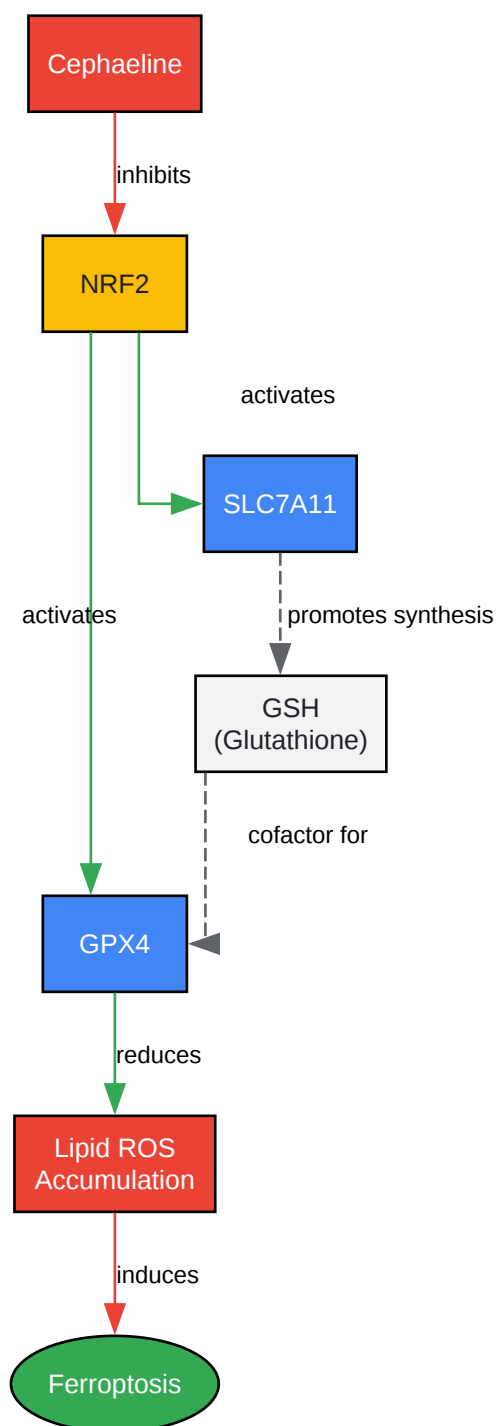 Cephaeline
inhibits
NRF2
activates
SLC7A11
activates
promotes synthesis
GSH
(Glutathione)
cofactor for
GPX4
reduces
Lipid ROS
Accumulation
induces
Ferroptosis